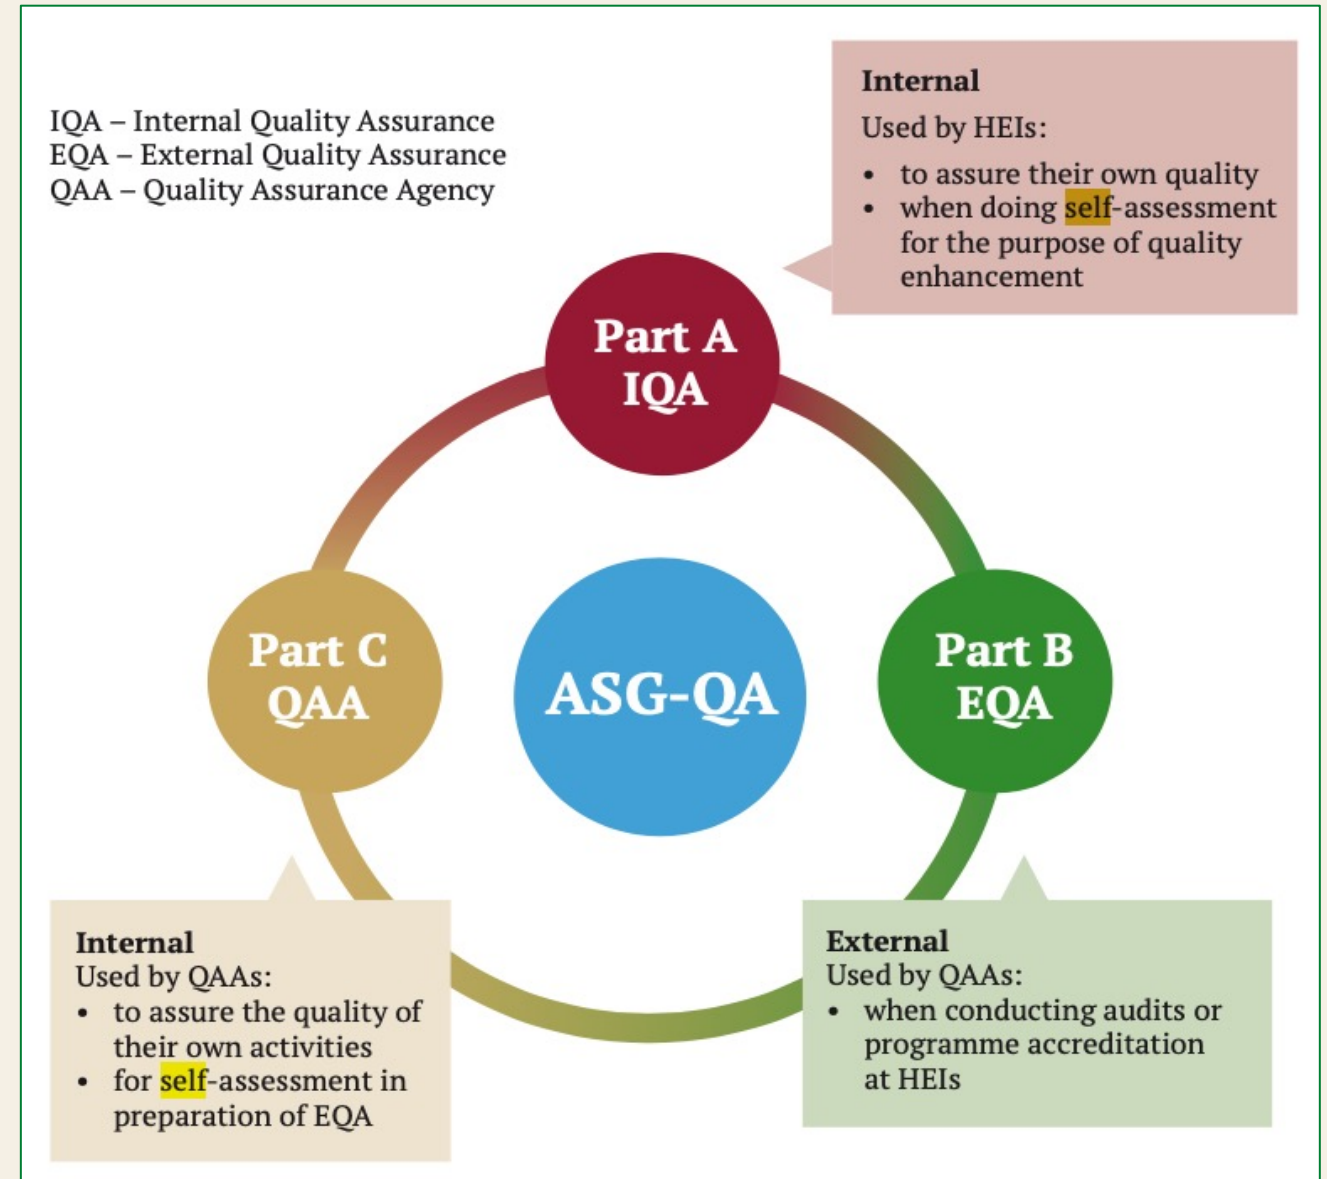 IQA – Internal Quality Assurance
EQA – External Quality Assurance
QAA – Quality Assurance Agency
Internal
Used by HEIs:
• to assure their own quality
• when doing self-assessment
for the purpose of quality
enhancement
Part A
IQA
Part C
QAA
ASG-QA
Part B
EQA
Internal
Used by QAAs:
• to assure the quality of
their own activities
• for self-assessment in
preparation of EQA
External
Used by QAAs:
• when conducting audits or
programme accreditation
at HEIs